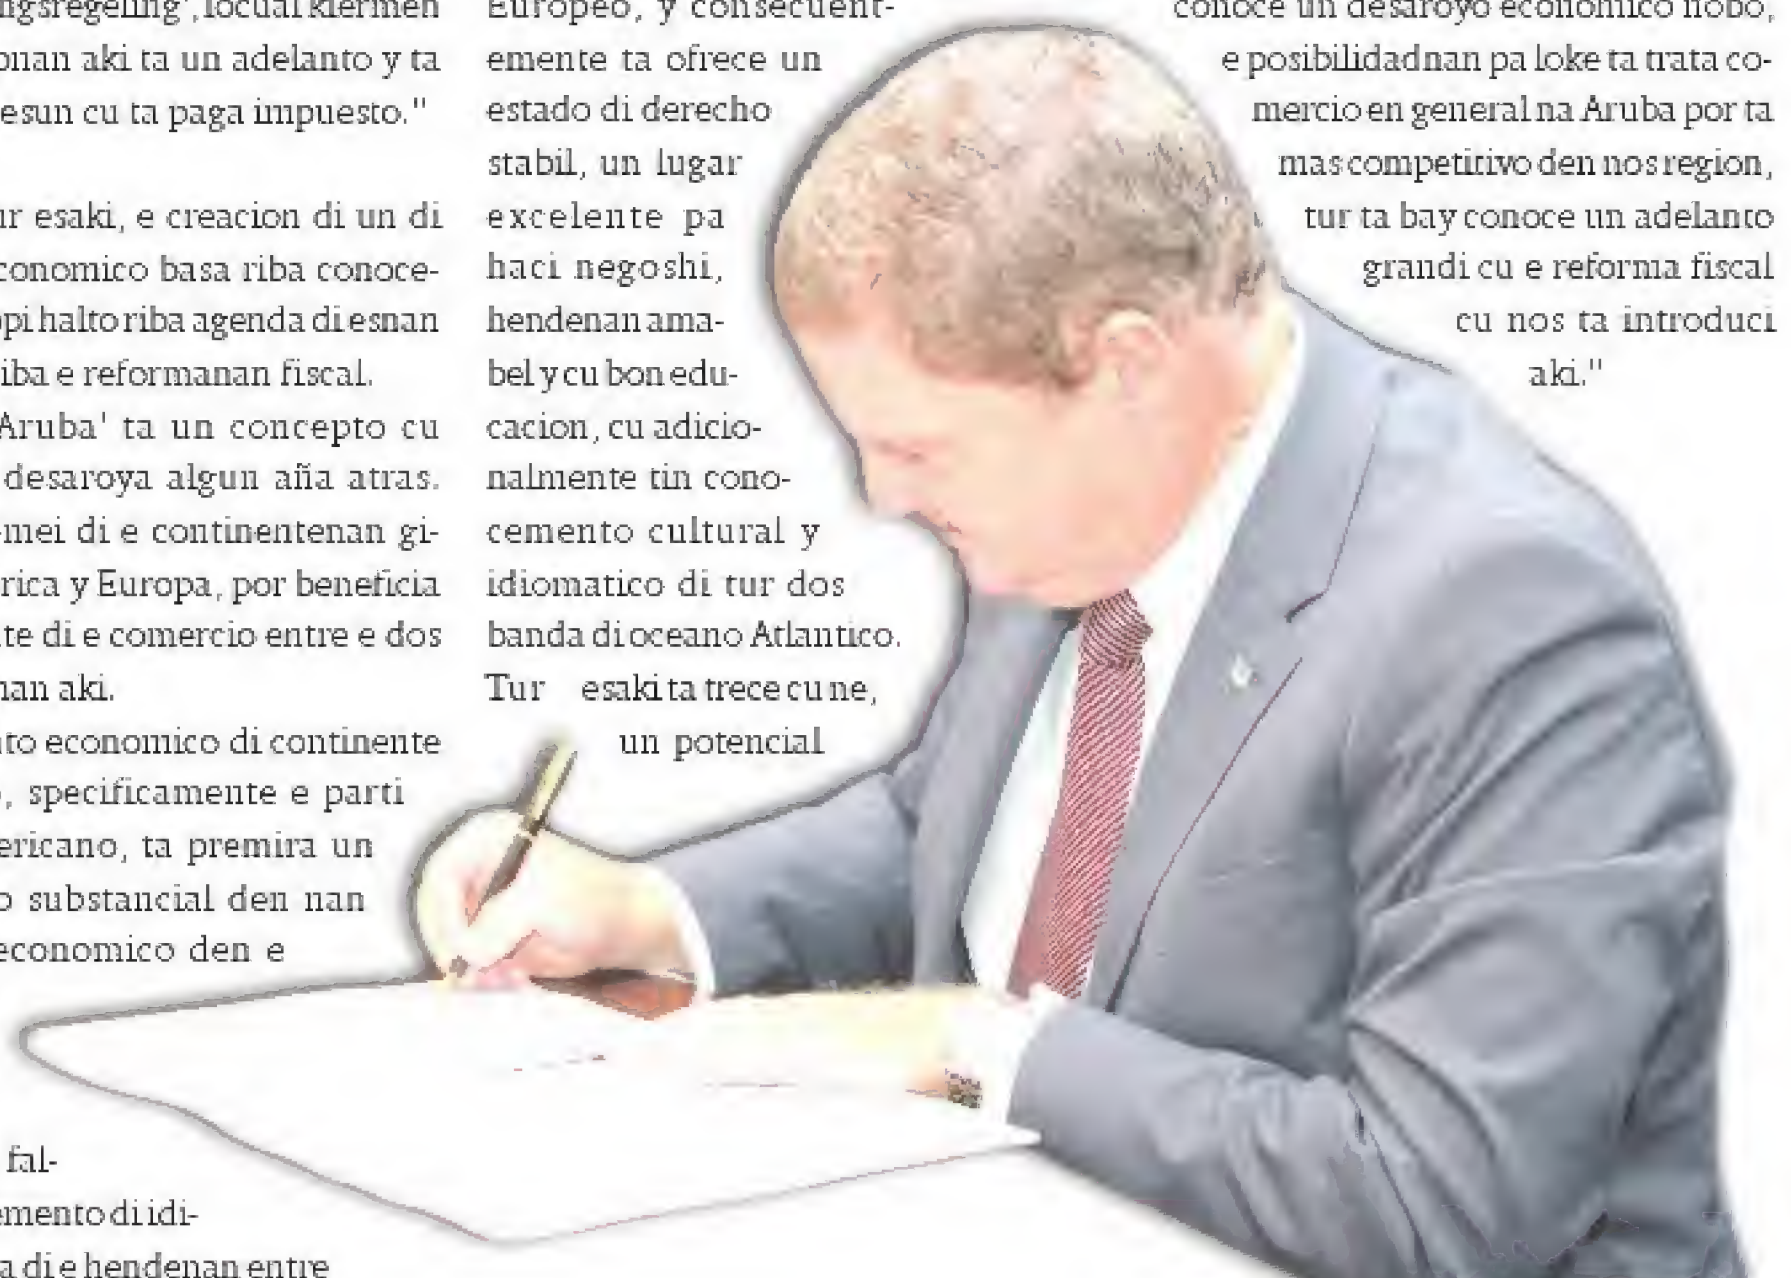 ngsregeling', locual kiermen
onan aki ta un adelanto y ta
esun cu ta paga impuesto."
ur esaki, e creacion di un di
conomico basa riba conoce-
opi halto riba agenda di esnan
iba e reformanan fiscal.
Aruba' ta un concepto cu
desaroya algun aña atras.
mei di e continentenan gi-
rica y Europa, por beneficia
te di e comercio entre e dos
nan aki.
nto economico di continente
o, specificamente e parti
ericano, ta premira un
o substancial den nan
economico den e
fal-
emento di idi-
a di e hendenan entre
Europeo, y consecuent-
emente ta ofrece un
estado di derecho
stabil, un lugar
excelente pa
haci negoshi,
hendenan ama-
bel y cu bon edu-
cacion, cu adicio-
nalmente tin cono-
cemento cultural y
idiomatico di tur dos
banda di oceano Atlantico.
Tur esaki ta trece cu ne,
un potencial
conoce un desaroyo economico nobo,
e posibilidadnan pa loke ta trata co-
mercio en general na Aruba por ta
mas competitivo den nos region,
tur ta bay conoce un adelanto
grandi cu e reforma fiscal
cu nos ta introduci
aki."